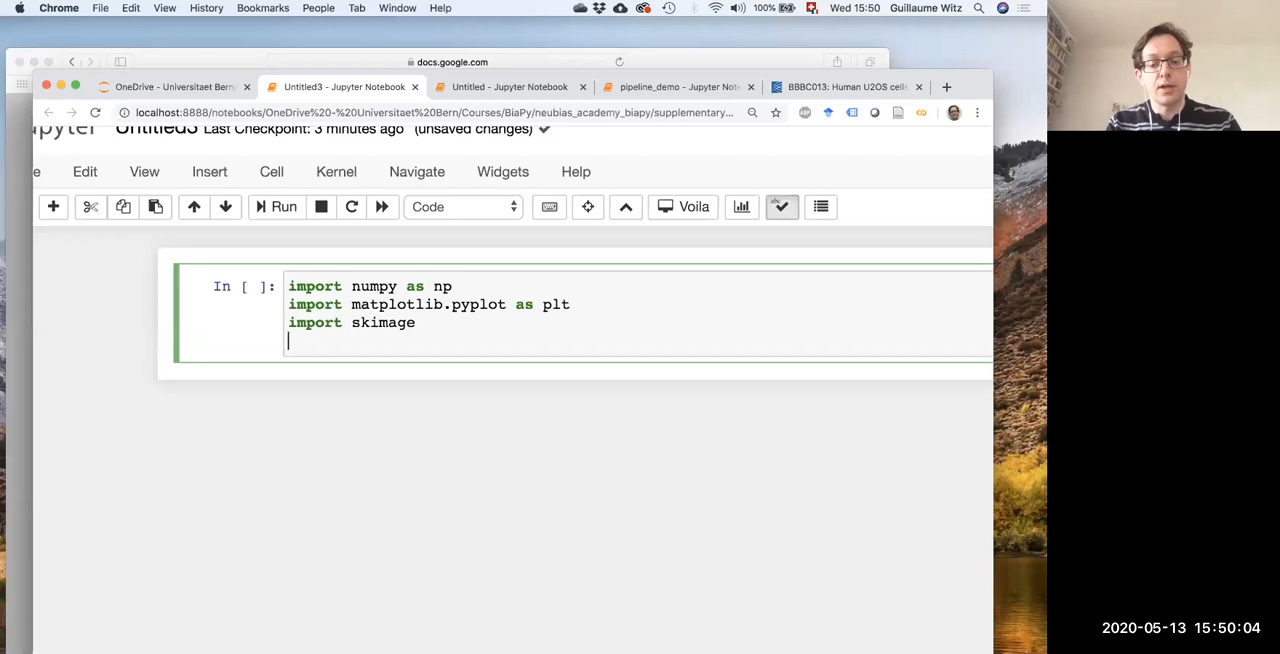 Chrome File Edit View History Bookmarks People Tab Window Help 100% Wed 15:50 Guillaume Witz
docs.google.com
OneDrive - Universitaet Bern Untitled3 - Jupyter Notebook Untitled - Jupyter Notebook pipeline_demo - Jupyter Not BBBC013: Human U2OS cells
localhost:8888/notebooks/OneDrive%20-%20Universitaet%20Bern/Courses/BiaPy/neubias_academy_biapy/supplementary...
upyter Untitled3 Last Checkpoint: 3 minutes ago (unsaved changes)
e Edit View Insert Cell Kernel Navigate Widgets Help
Run Code Voila
In [ ]: import numpy as np
import matplotlib.pyplot as plt
import skimage
2020-05-13 15:50:04